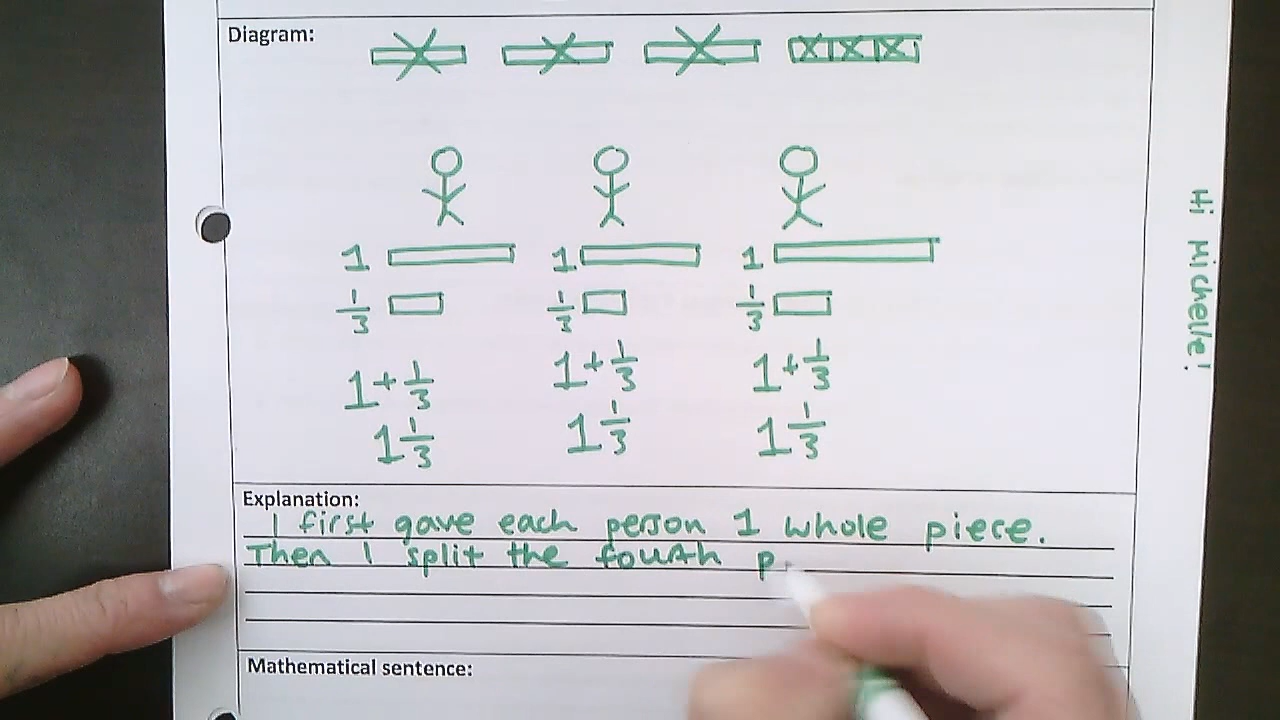 Diagram:
1 1 1
1/3 1/3 1/3
1+1/3 1+1/3 1+1/3
1 1/3 1 1/3 1 1/3
Hi Michelle!
Explanation:
I first gave each person 1 whole piece.
Then I split the fourth p
Mathematical sentence: